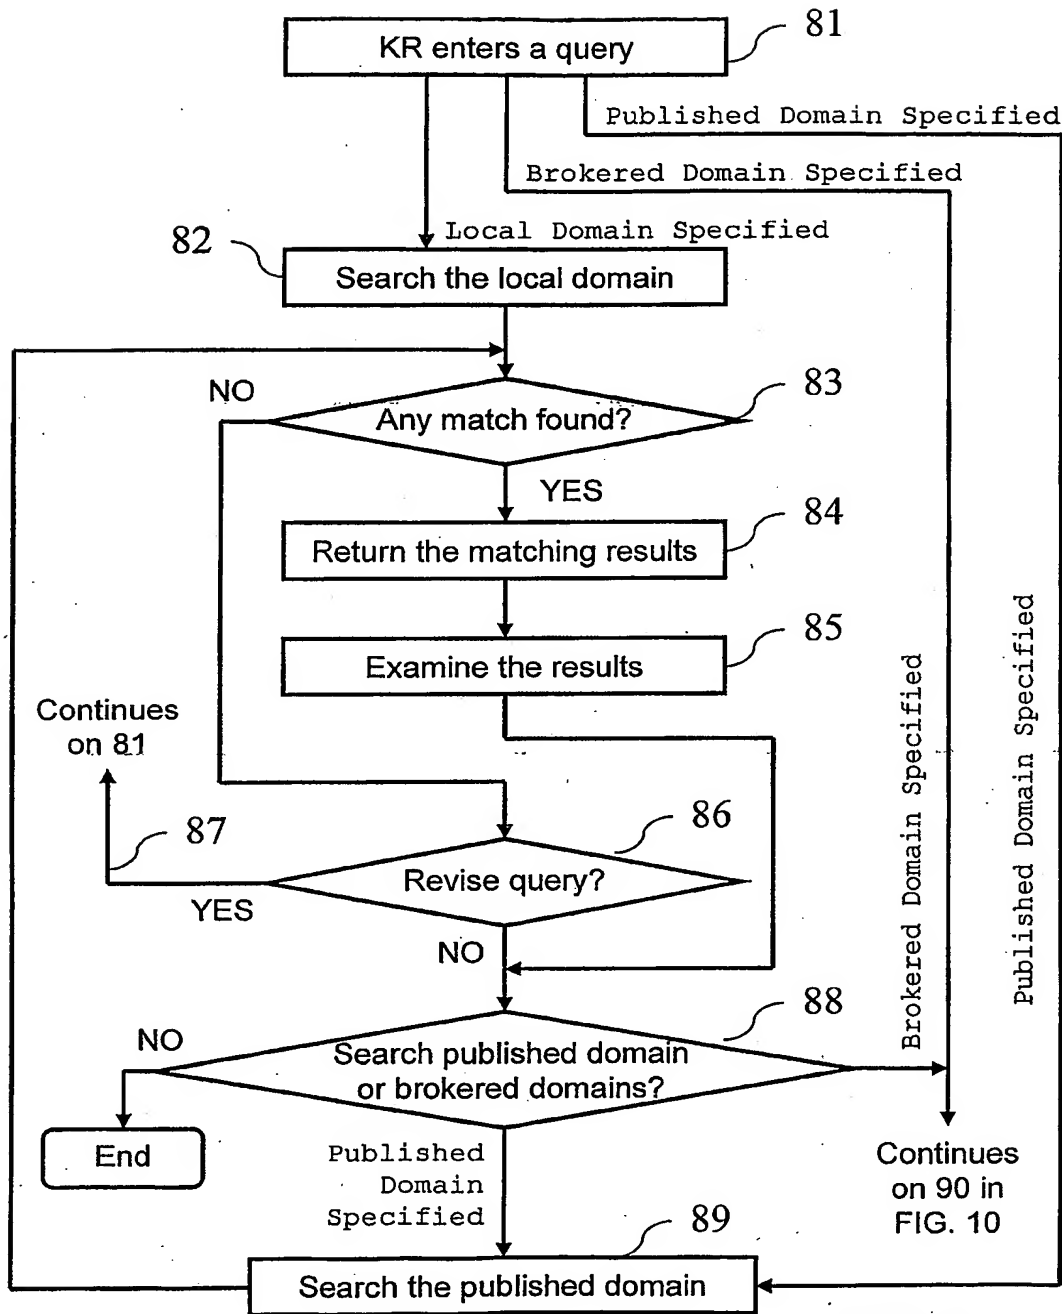 KR enters a query
81
Published Domain Specified
Brokered Domain Specified
Local Domain Specified
82
Search the local domain
NO
83
Any match found?
YES
84
Return the matching results
85
Examine the results
Continues
on 81
87
86
Revise query?
YES
NO
Brokered Domain Specified
Published Domain Specified
88
NO
Search published domain
or brokered domains?
End
Published
Domain
Specified
Continues
on 90 in
FIG. 10
89
Search the published domain